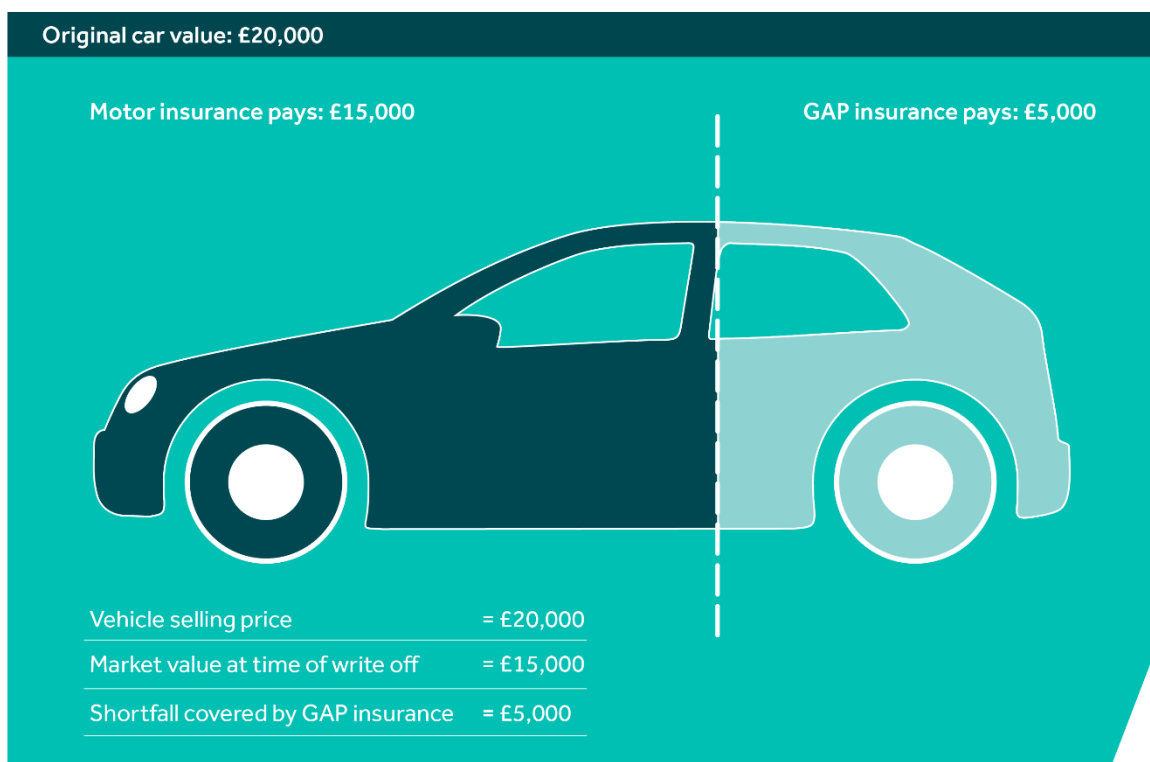 Original car value: £20,000
Motor insurance pays: £15,000
GAP insurance pays: £5,000
Vehicle selling price = £20,000
Market value at time of write off = £15,000
Shortfall covered by GAP insurance = £5,000